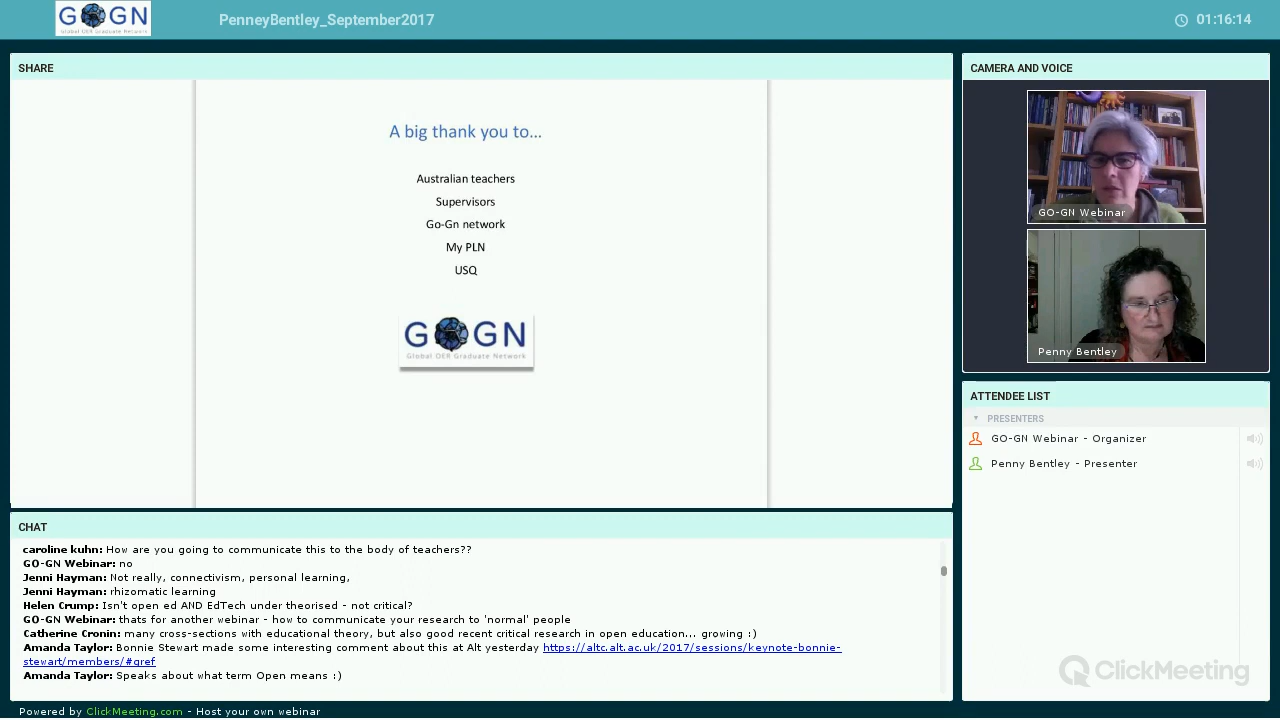 GOGN
Global OER Graduate Network
PenneyBentley_September2017
01:16:14
SHARE
A big thank you to...
Australian teachers
Supervisors
Go-Gn network
My PLN
USQ
GOGN
Global OER Graduate Network
CAMERA AND VOICE
GO-GN Webinar
Penny Bentley
ATTENDEE LIST
PRESENTERS
GO-GN Webinar - Organizer
Penny Bentley - Presenter
CHAT
caroline kuhn: How are you going to communicate this to the body of teachers??
GO-GN Webinar: no
Jenni Hayman: Not really, connectivism, personal learning,
Jenni Hayman: rhizomatic learning
Helen Crump: Isn't open ed AND EdTech under theorised - not critical?
GO-GN Webinar: thats for another webinar - how to communicate your research to 'normal' people
Catherine Cronin: many cross-sections with educational theory, but also good recent critical research in open education... growing :)
Amanda Taylor: Bonnie Stewart made some interesting comment about this at Alt yesterday https://altc.alt.ac.uk/2017/sessions/keynote-bonnie-
stewart/members/#gref
Amanda Taylor: Speaks about what term Open means :)
ClickMeeting
Powered by ClickMeeting.com - Host your own webinar